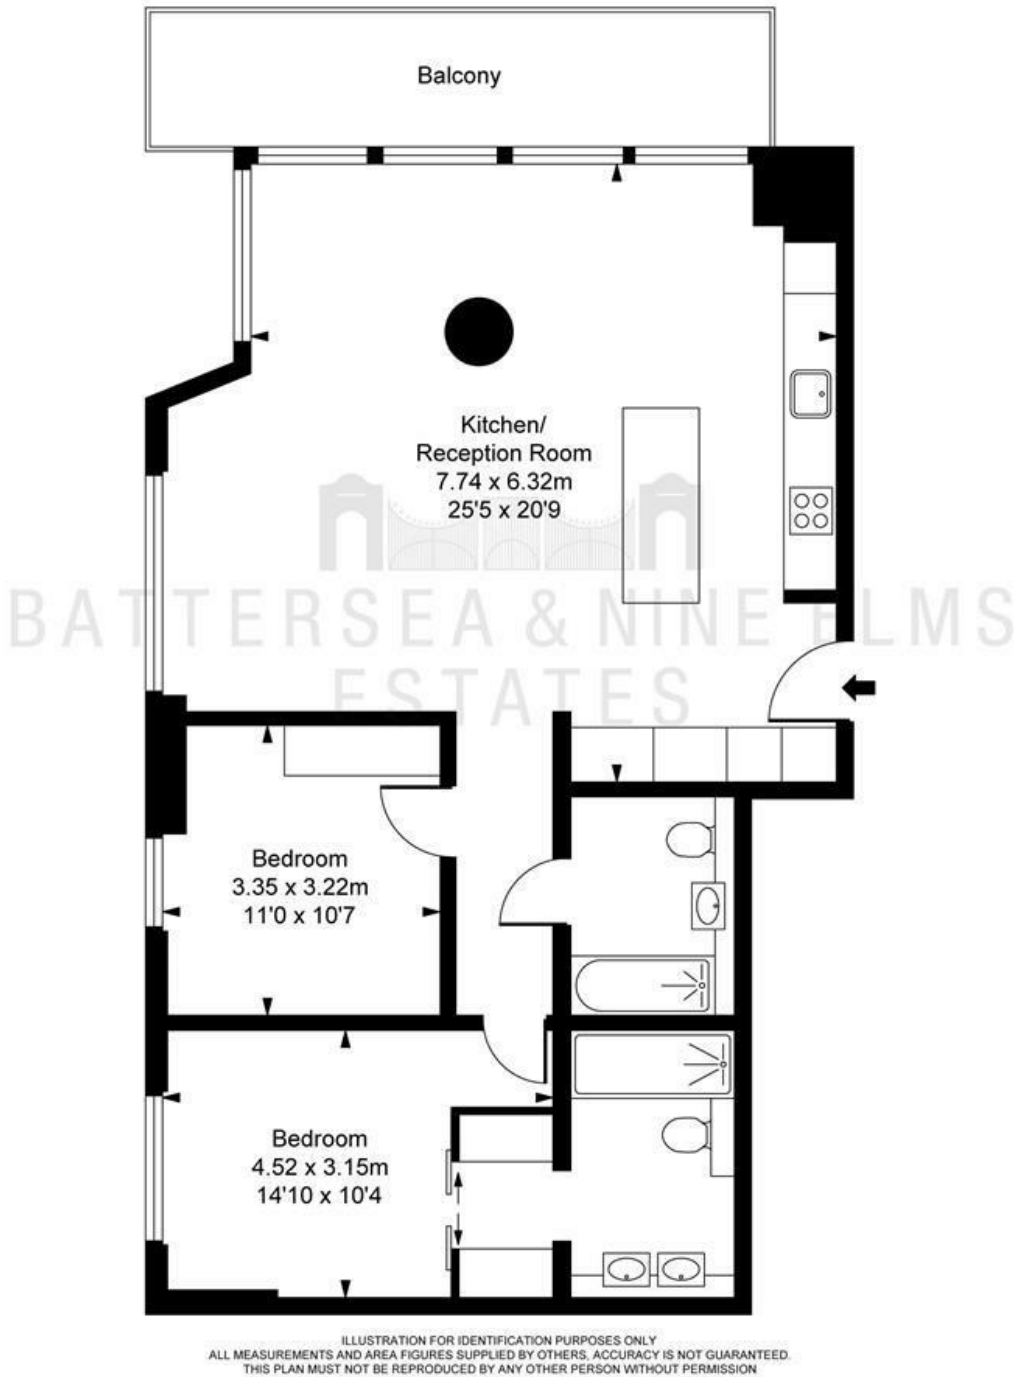 Balcony
Kitchen/
Reception Room
7.74 x 6.32m
25'5 x 20'9
BATTERSEA & NINE ELMS
ESTATES
Bedroom
3.35 x 3.22m
11'0 x 10'7
Bedroom
4.52 x 3.15m
14'10 x 10'4
ILLUSTRATION FOR IDENTIFICATION PURPOSES ONLY
ALL MEASUREMENTS AND AREA FIGURES SUPPLIED BY OTHERS, ACCURACY IS NOT GUARANTEED.
THIS PLAN MUST NOT BE REPRODUCED BY ANY OTHER PERSON WITHOUT PERMISSION